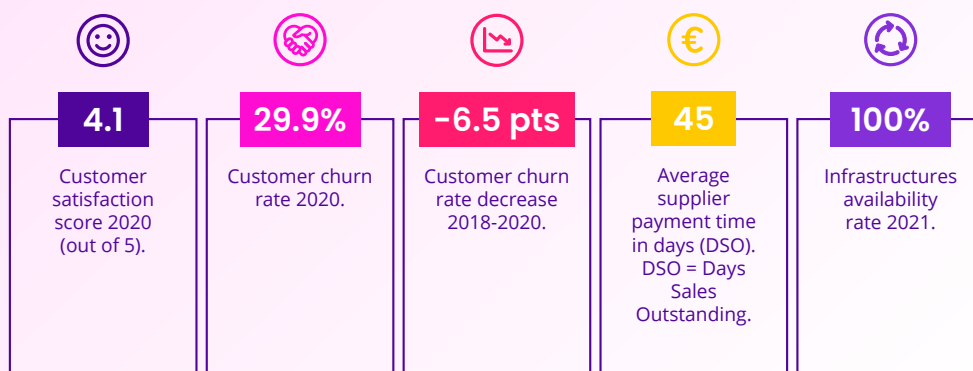 4.1
Customer
satisfaction
score 2020
(out of 5).
29.9%
Customer churn
rate 2020.
-6.5 pts
Customer churn
rate decrease
2018-2020.
€
45
Average
supplier
payment time
in days (DSO).
DSO = Days
Sales
Outstanding.
100%
Infrastructures
availability
rate 2021.